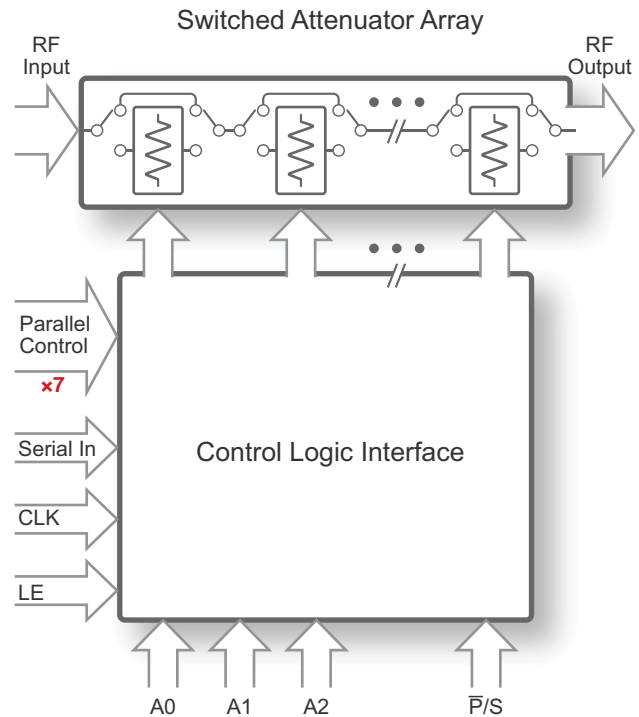 Switched Attenuator Array
RF
Input
RF
Output
Parallel
Control
×7
Serial In
Control Logic Interface
CLK
LE
A0 A1 A2 P̅/S